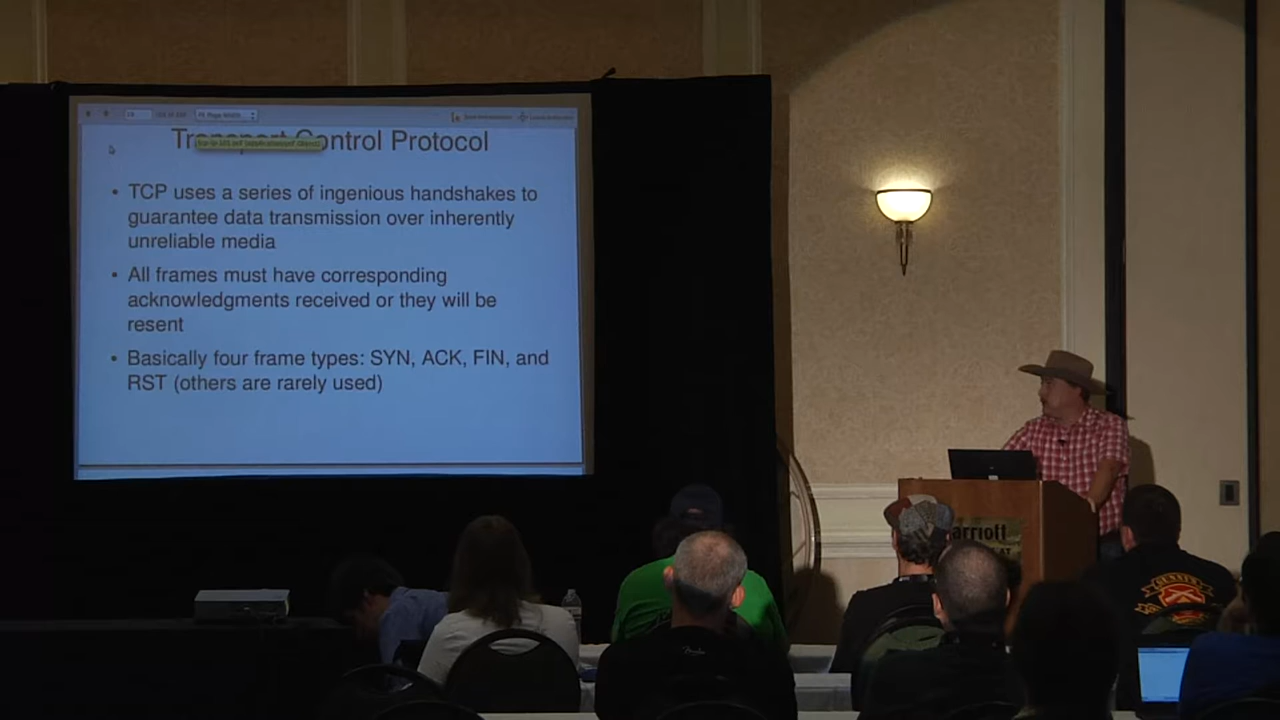 Transport Control Protocol
• TCP uses a series of ingenious handshakes to
guarantee data transmission over inherently
unreliable media
• All frames must have corresponding
acknowledgments received or they will be
resent
• Basically four frame types: SYN, ACK, FIN, and
RST (others are rarely used)
arriott
AT
Fender